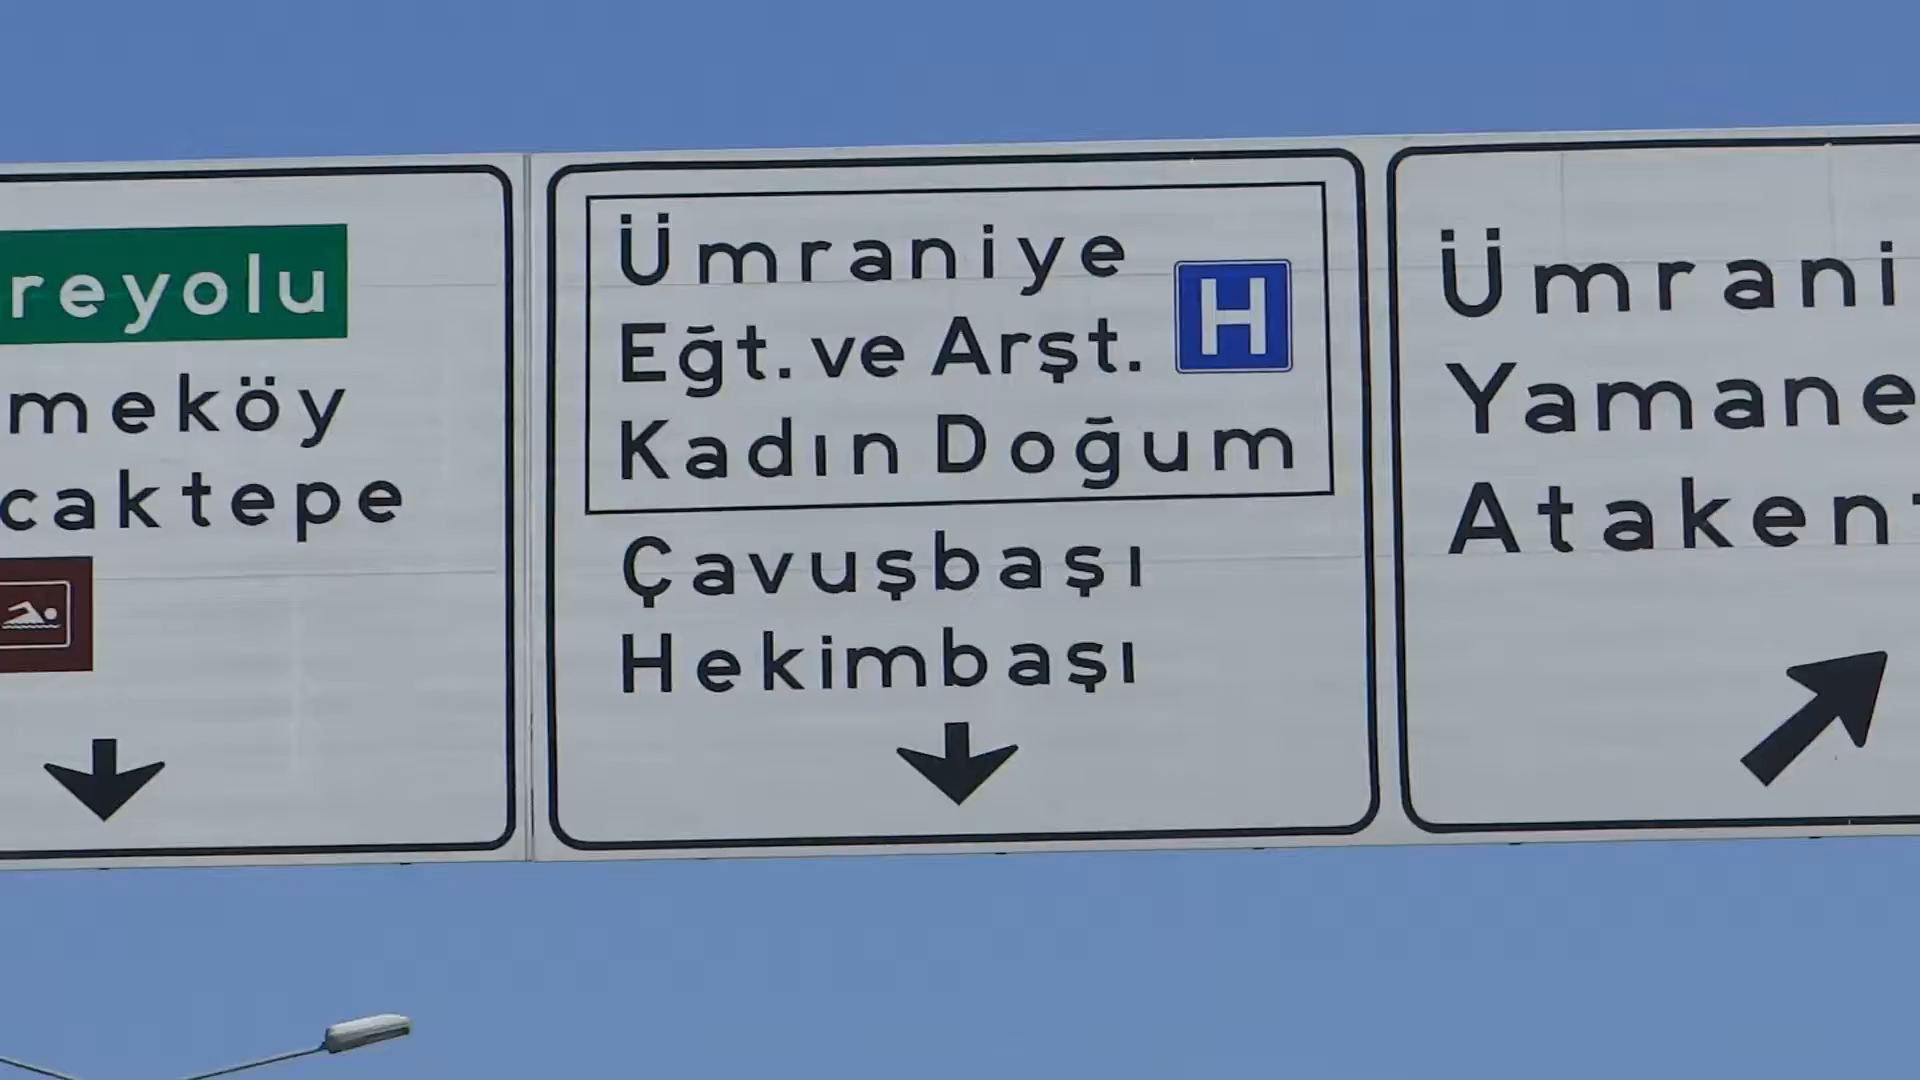 reyolu
meköy
caktepe
Ümraniye
Eğt. ve Arşt.
H
Kadın Doğum
Çavuşbaşı
Hekimbaşı
Ümrani
Yamane
Atakent